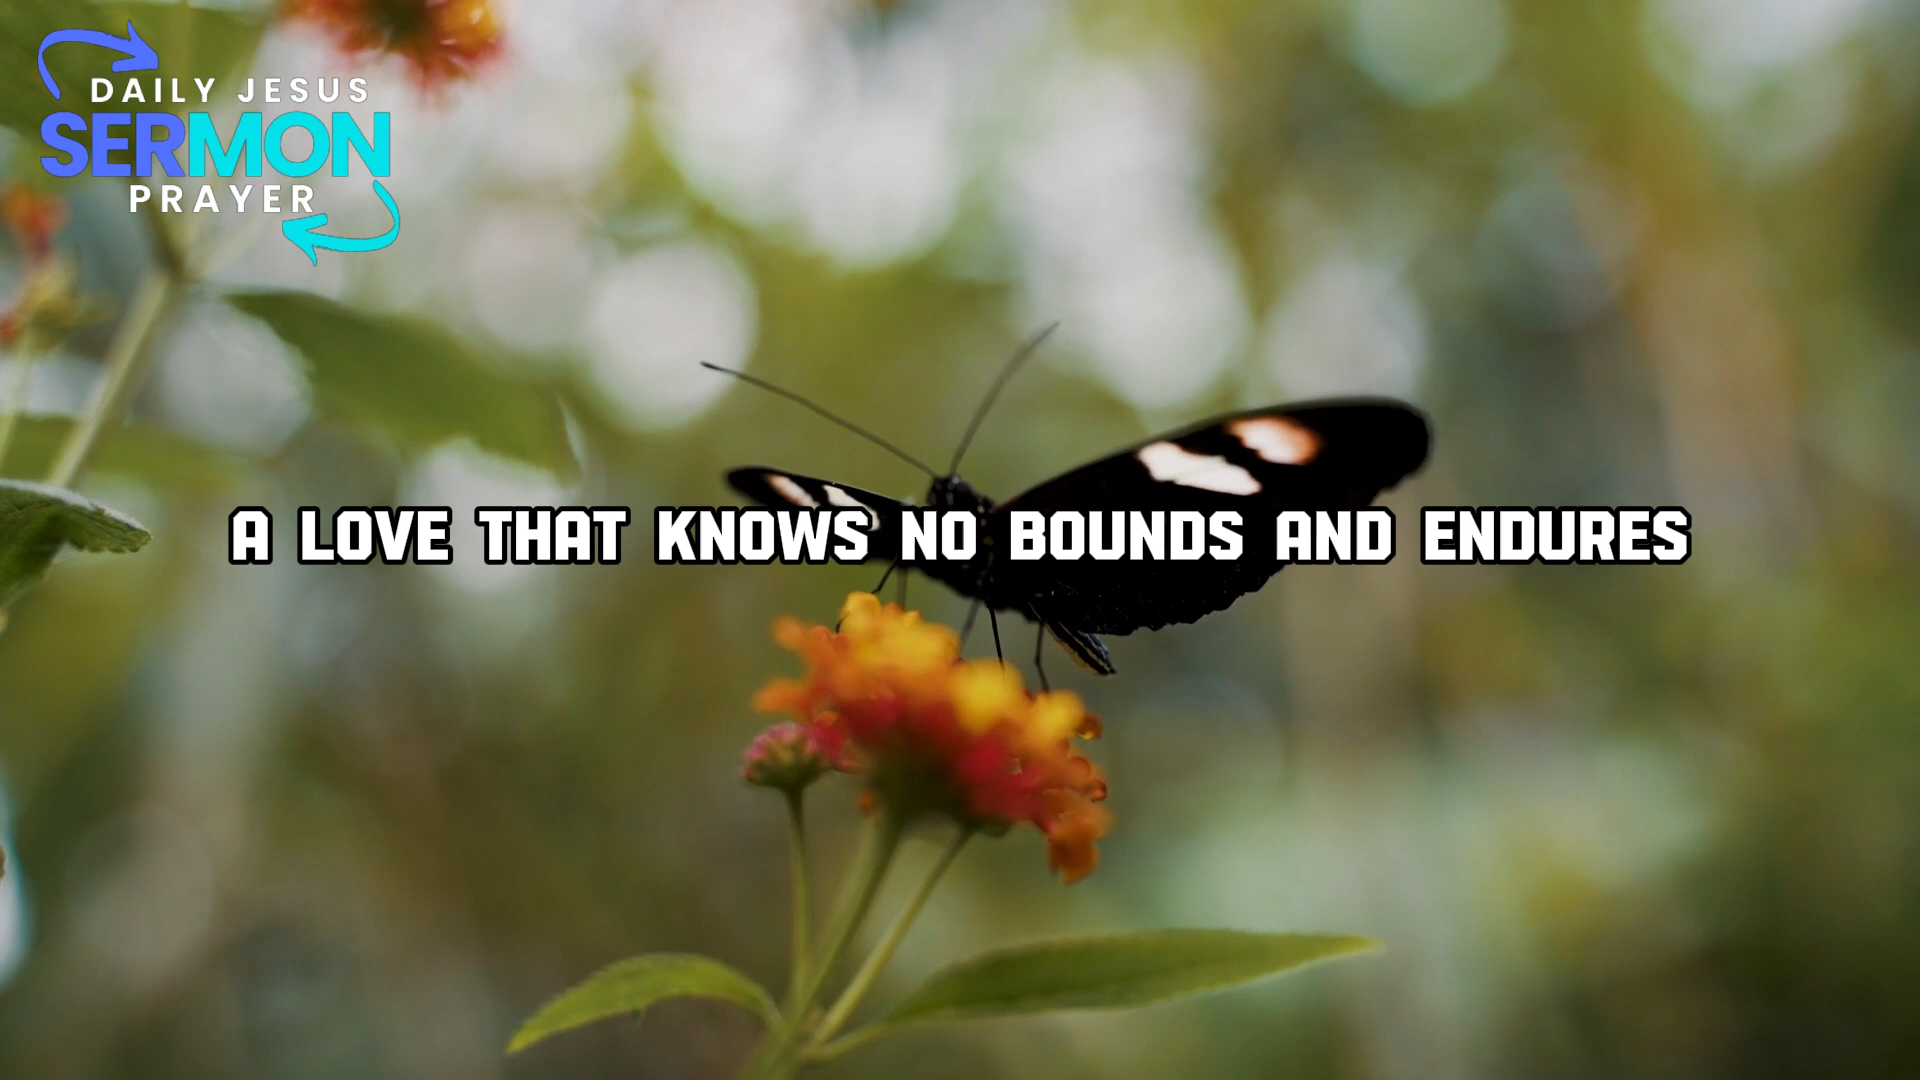 DAILY JESUS
SERMON
PRAYER
A LOVE THAT KNOWS NO BOUNDS AND ENDURES